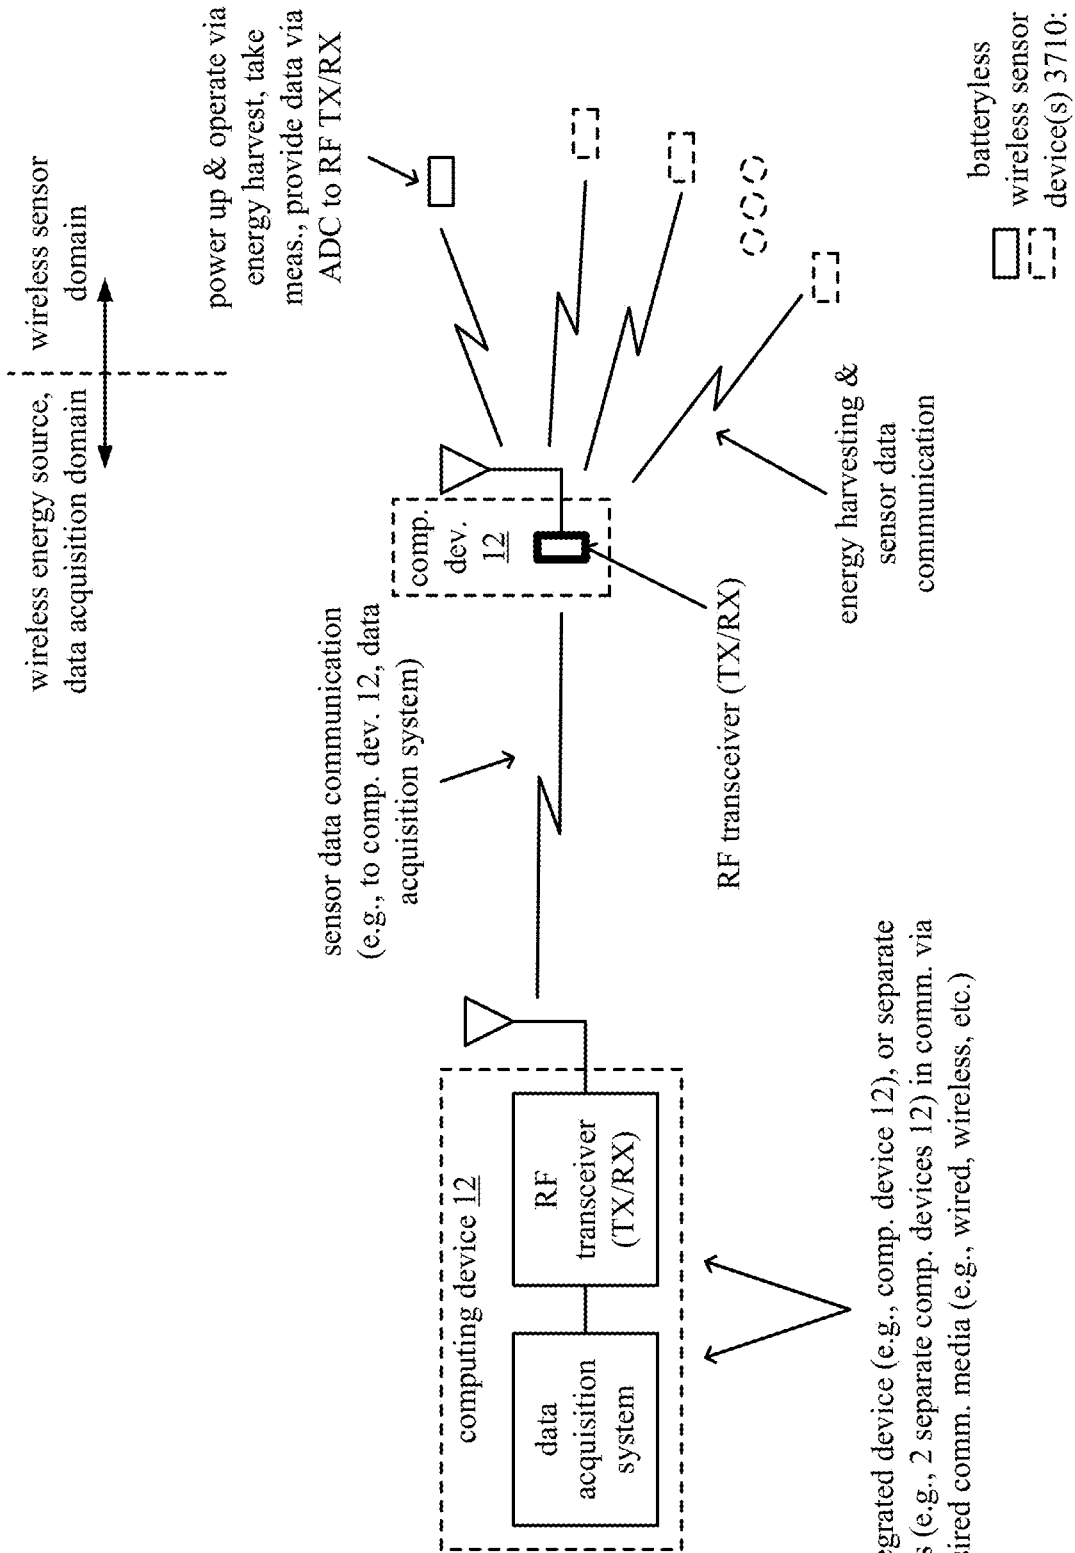 wireless energy source,
data acquisition domain
wireless sensor
domain
power up & operate via
energy harvest, take
meas., provide data via
ADC to RF TX/RX
sensor data communication
(e.g., to comp. dev. 12, data
acquisition system)
comp.
dev.
12
computing device 12
data
acquisition
system
RF
transceiver
(TX/RX)
RF transceiver (TX/RX)
energy harvesting &
sensor data
communication
device (e.g., comp. device 12), or separate
(e.g., 2 separate comp. devices 12) in comm. via
comm. media (e.g., wired, wireless, etc.)
batteryless
wireless sensor
device(s) 3710: